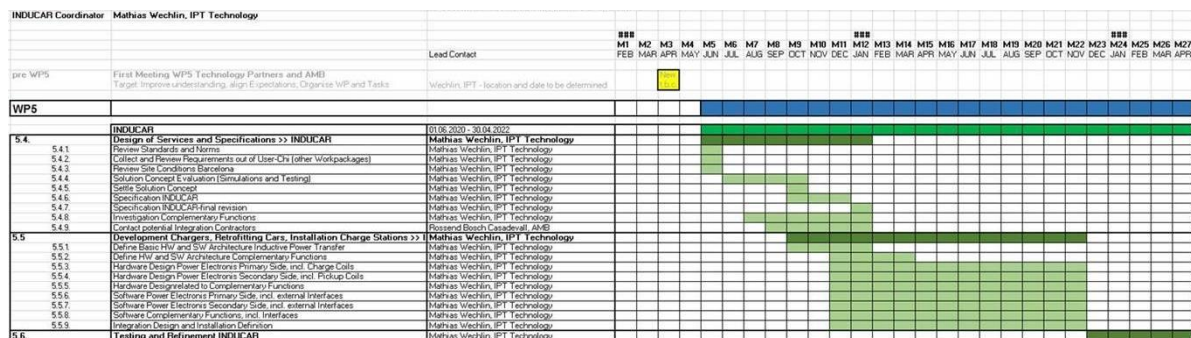 INDUCAR Coordinator Mathias Wechlin, IPT Technology
### ### ###
M1 M2 M3 M4 M5 M6 M7 M8 M9 M10 M11 M12 M13 M14 M15 M16 M17 M18 M19 M20 M21 M22 M23 M24 M25 M26 M27
Lead Contact FEB MAR APR MAY JUN JUL AUG SEP OCT NOV DEC JAN FEB MAR APR MAY JUN JUL AUG SEP OCT NOV DEC JAN FEB MAR APR
pre WP5 First Meeting WP5 Technology Partners and AMB
Target: Improve understanding, align Expectations, Organise WP and Tasks Wechlin, IPT - location and date to be determined
WP5
INDUCAR 01.06.2020 - 30.04.2022
5.4. Design of Services and Specifications >> INDUCAR Mathias Wechlin, IPT Technology
5.4.1. Review Standards and Norms Mathias Wechlin, IPT Technology
5.4.2. Collect and Review Requirements out of User-Chi (other Workpackages) Mathias Wechlin, IPT Technology
5.4.3. Review Site Conditions Barcelona Mathias Wechlin, IPT Technology
5.4.4. Solution Concept Evaluation (Simulations and Testing) Mathias Wechlin, IPT Technology
5.4.5. Settle Solution Concept Mathias Wechlin, IPT Technology
5.4.6. Specification INDUCAR Mathias Wechlin, IPT Technology
5.4.7. Specification INDUCAR-final revision Mathias Wechlin, IPT Technology
5.4.8. Investigation Complementary Functions Mathias Wechlin, IPT Technology
5.4.9. Contact potential Integration Contractors Rossend Bosch Casadevall, AMB
5.5 Development Chargers, Retrofitting Cars, Installation Charge Stations >> I Mathias Wechlin, IPT Technology
5.5.1. Define Basic HW and SW Architecture Inductive Power Transfer Mathias Wechlin, IPT Technology
5.5.2. Define HW and SW Architecture Complementary Functions Mathias Wechlin, IPT Technology
5.5.3. Hardware Design Power Electronis Primary Side, incl. Charge Coils Mathias Wechlin, IPT Technology
5.5.4. Hardware Design Power Electronis Secondary Side, incl. Pickup Coils Mathias Wechlin, IPT Technology
5.5.5. Hardware Designrelated to Complementary Functions Mathias Wechlin, IPT Technology
5.5.6. Software Power Electronis Primary Side, incl. external Interfaces Mathias Wechlin, IPT Technology
5.5.7. Software Power Electronis Secondary Side, incl. external Interfaces Mathias Wechlin, IPT Technology
5.5.8. Software Complementary Functions, incl. Interfaces Mathias Wechlin, IPT Technology
5.5.9. Integration Design and Installation Definition Mathias Wechlin, IPT Technology
5.6. Testing and Refinement INDUCAR Mathias Wechlin, IPT Technology